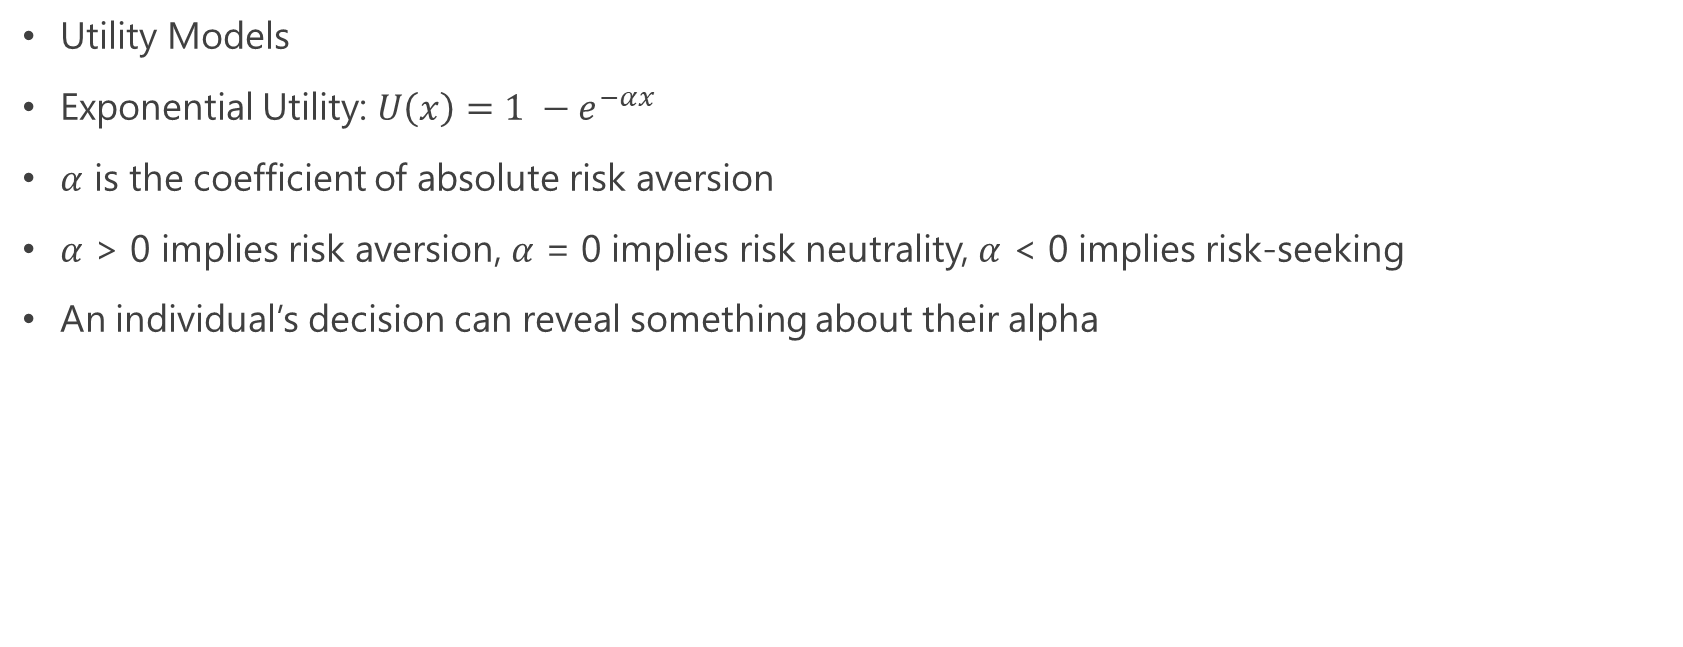 • Utility Models
• Exponential Utility: U(x) = 1 − e^{−αx}
• α is the coefficient of absolute risk aversion
• α > 0 implies risk aversion, α = 0 implies risk neutrality, α < 0 implies risk-seeking
• An individual’s decision can reveal something about their alpha